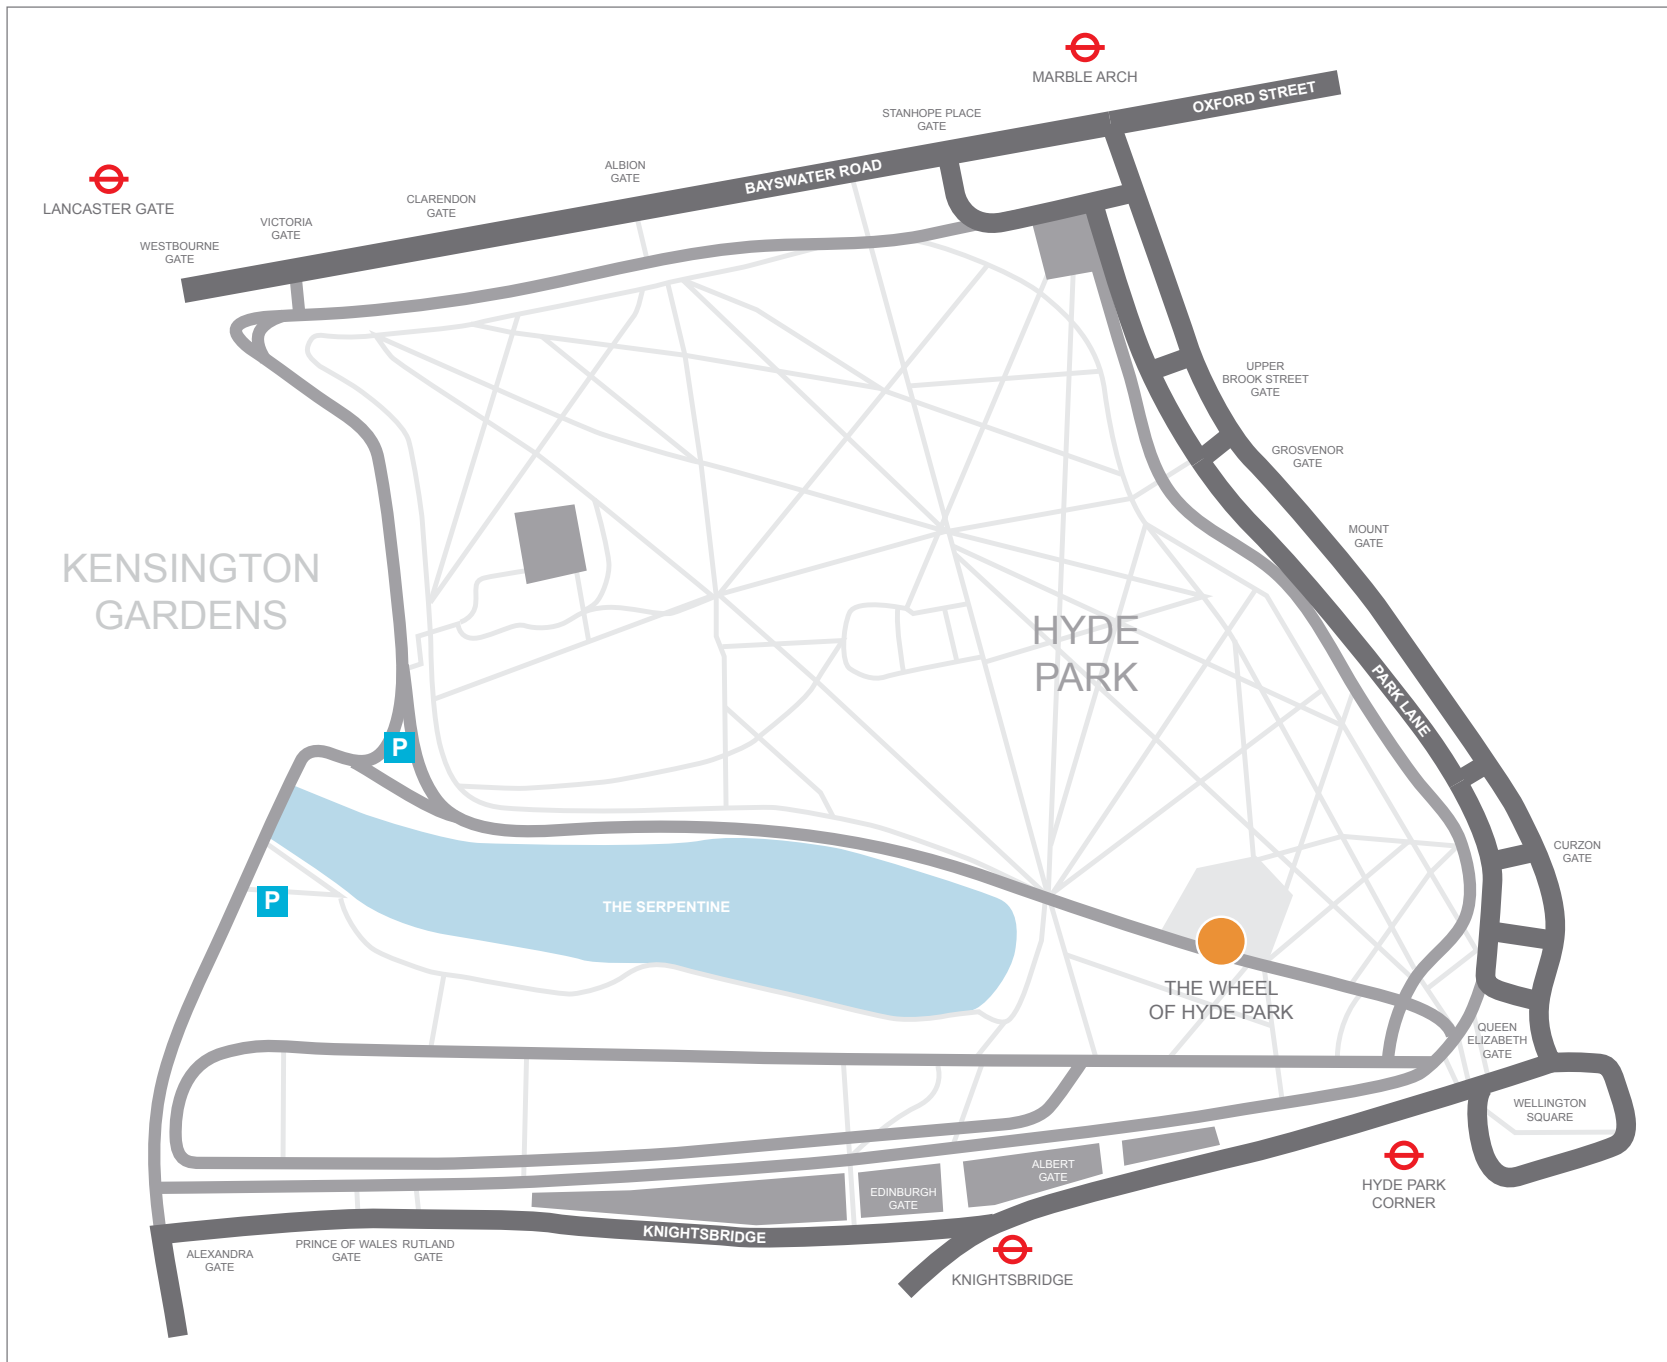 MARBLE ARCH
OXFORD STREET
STANHOPE PLACE
GATE
BAYSWATER ROAD
ALBION
GATE
LANCASTER GATE
CLARENDON
GATE
VICTORIA
GATE
WESTBOURNE
GATE
UPPER
BROOK STREET
GATE
GROSVENOR
GATE
MOUNT
GATE
KENSINGTON
GARDENS
HYDE
PARK
PARK LANE
P
CURZON
GATE
P
THE SERPENTINE
THE WHEEL
OF HYDE PARK
QUEEN
ELIZABETH
GATE
WELLINGTON
SQUARE
ALBERT
GATE
HYDE PARK
CORNER
EDINBURGH
GATE
KNIGHTSBRIDGE
ALEXANDRA
GATE
PRINCE OF WALES
GATE
RUTLAND
GATE
KNIGHTSBRIDGE